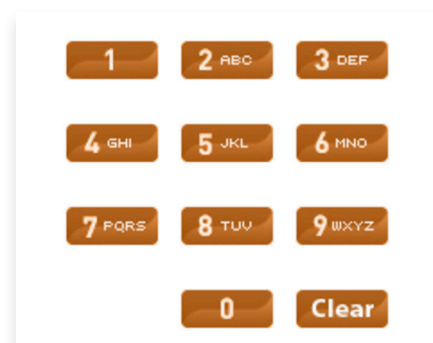 1 2 ABC 3 DEF
4 GHI 5 JKL 6 MNO
7 PQRS 8 TUV 9 WXYZ
0 Clear